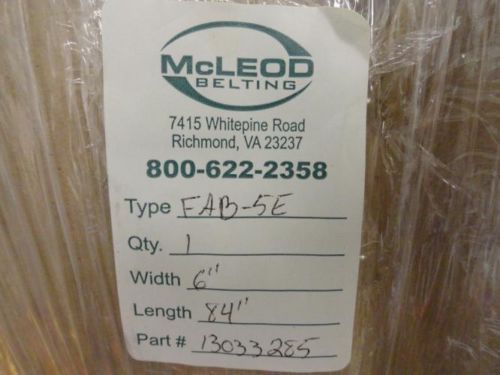 McLEOD
BELTING
7415 Whitepine Road
Richmond, VA 23237
800-622-2358
Type FAB-5E
Qty. 1
Width 6"
Length 84"
Part # 13033285